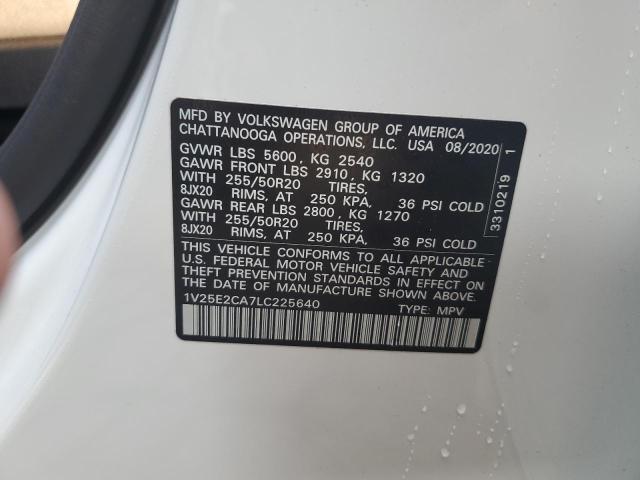 MFD BY VOLKSWAGEN GROUP OF AMERICA
CHATTANOOGA OPERATIONS, LLC. USA 08/2020
GVWR LBS 5600, KG 2540
GAWR FRONT LBS 2910, KG 1320
WITH 255/50R20 TIRES,
8JX20 RIMS, AT 250 KPA, 36 PSI COLD
GAWR REAR LBS 2800, KG 1270
WITH 255/50R20 TIRES,
8JX20 RIMS, AT 250 KPA, 36 PSI COLD
THIS VEHICLE CONFORMS TO ALL APPLICABLE
U.S. FEDERAL MOTOR VEHICLE SAFETY AND
THEFT PREVENTION STANDARDS IN EFFECT ON
THE DATE OF MANUFACTURE SHOWN ABOVE.
1V25E2CA7LC225640 TYPE: MPV
3310219 1